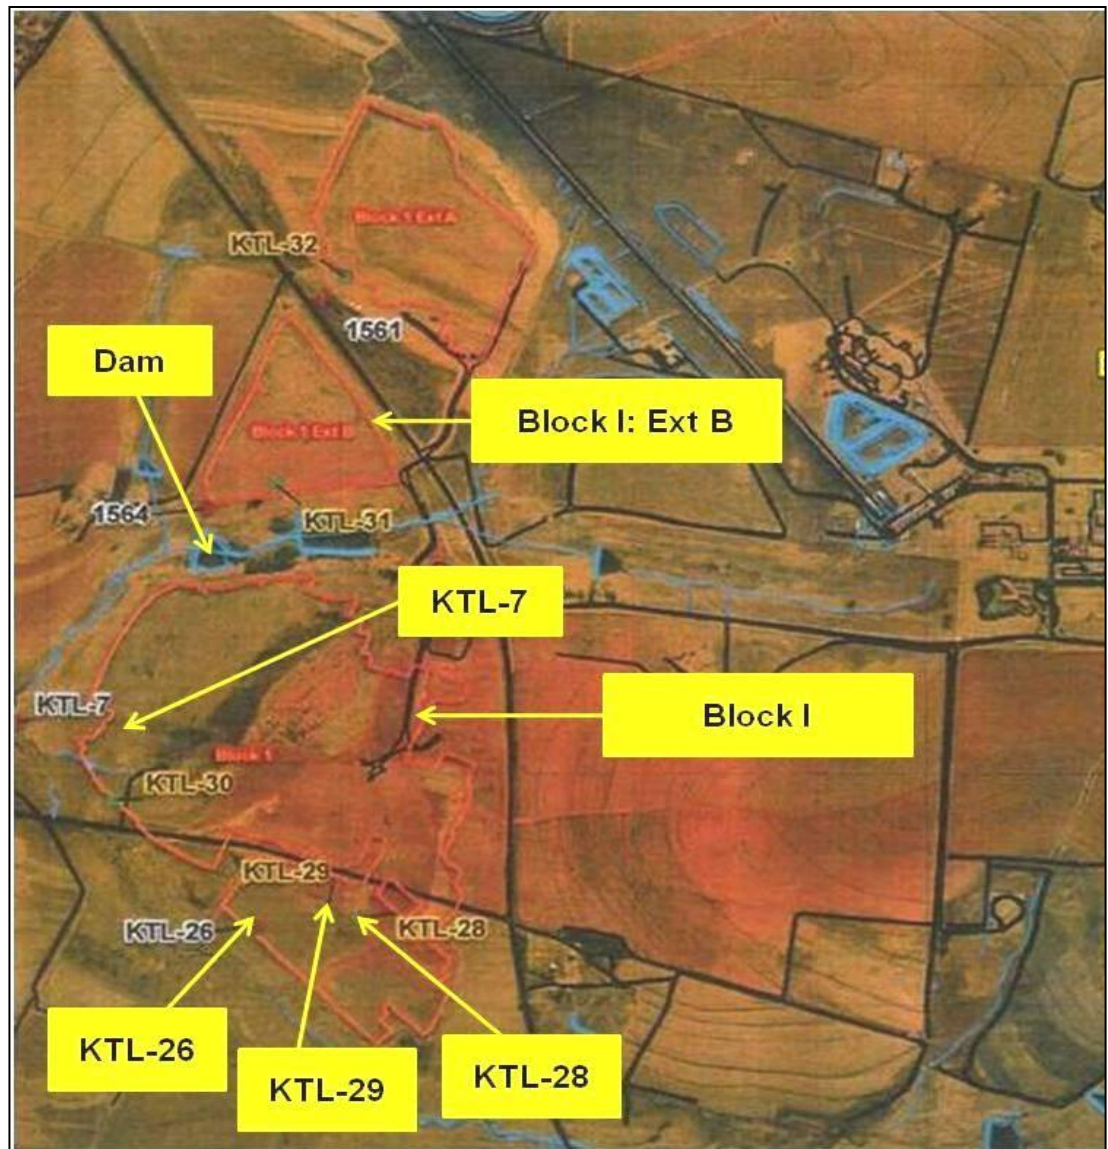 Block 1 Ext A
KTL-32
1561
Dam
Block I: Ext B
Block 1 Ext B
1564
KTL-31
KTL-7
KTL-7
Block I
Block 1
KTL-30
KTL-29
KTL-26
KTL-28
KTL-26
KTL-29
KTL-28